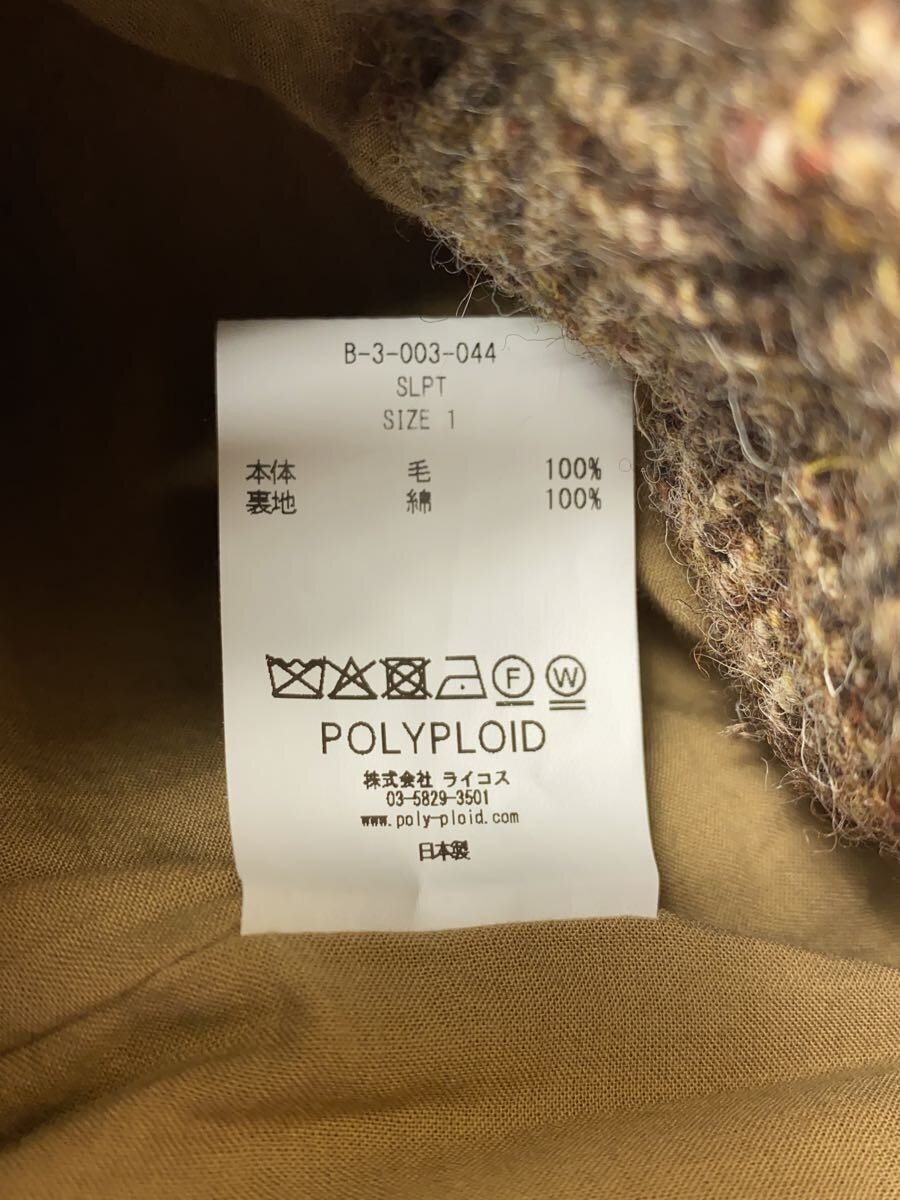 B-3-003-044
SLPT
SIZE 1
本体 毛 100%
裏地 綿 100%
F W
POLYPLOID
株式会社 ライコス
03-5829-3501
www.poly-ploid.com
日本製